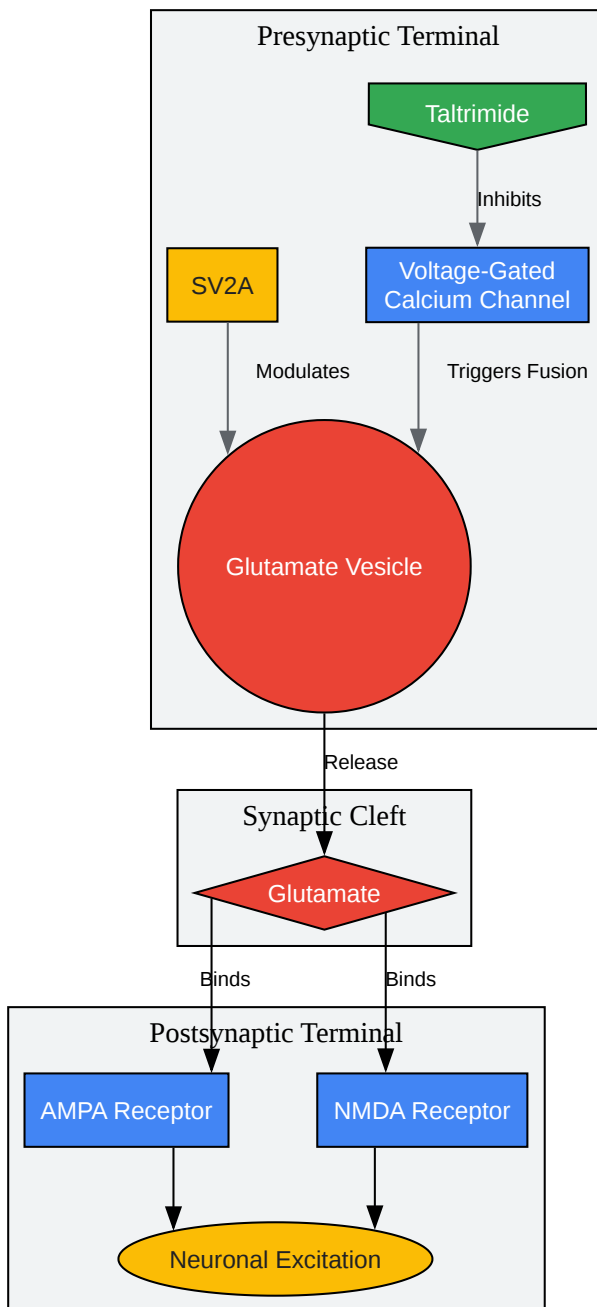 Presynaptic Terminal
Taltrimide
Inhibits
SV2A
Voltage-Gated
Calcium Channel
Modulates
Triggers Fusion
Glutamate Vesicle
Release
Synaptic Cleft
Glutamate
Binds
Binds
Postsynaptic Terminal
AMPA Receptor
NMDA Receptor
Neuronal Excitation